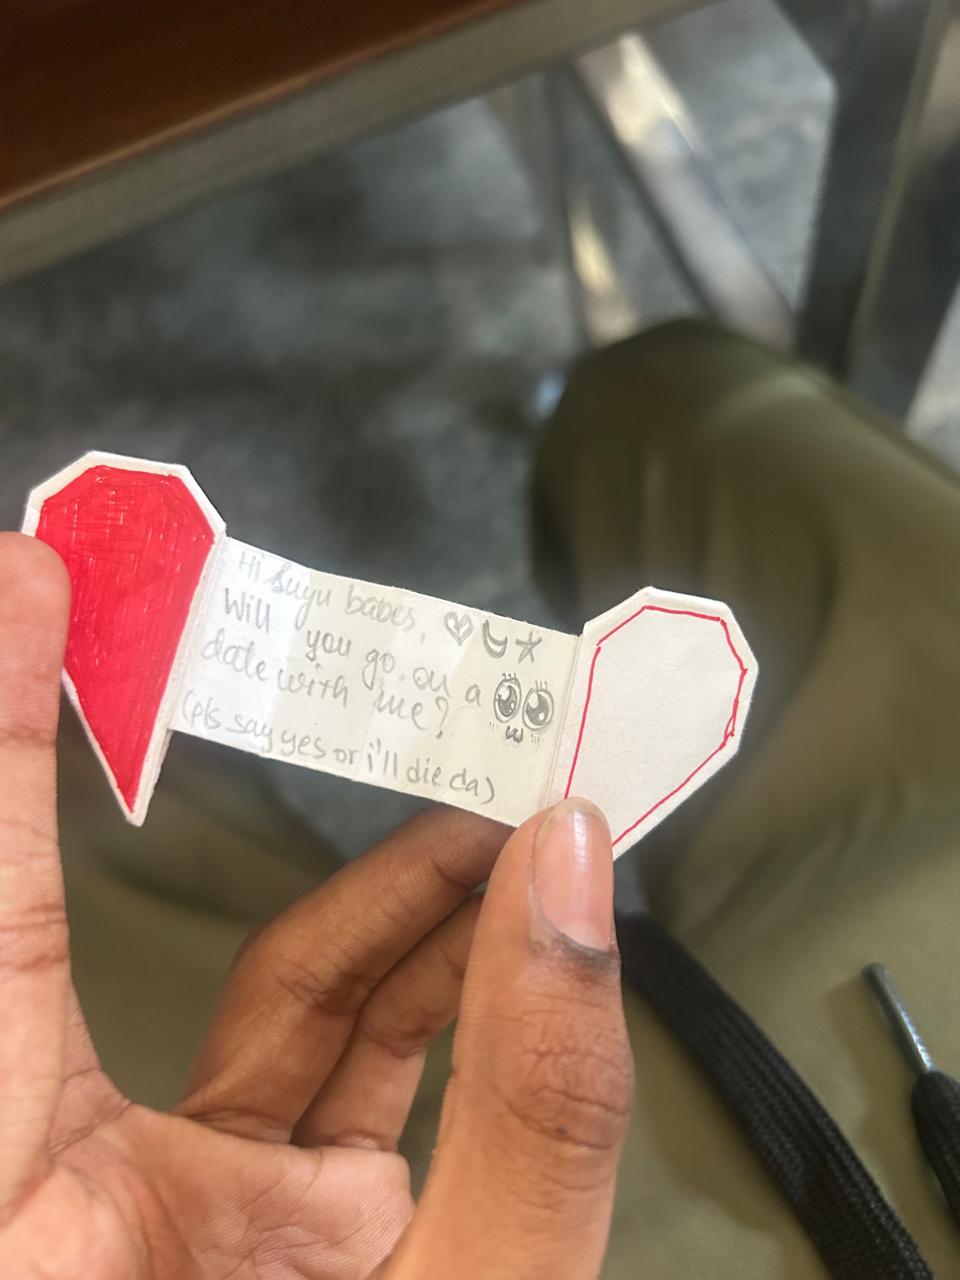 Hi Suyu babes, ♡☾☆
Will you go on a
date with me?
(pls say yes or i'll die da)